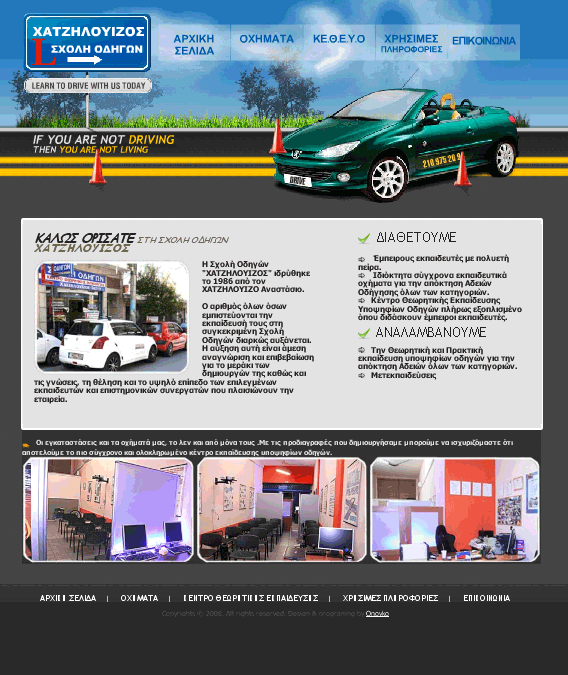 ΧΑΤΖΗΛΟΥΙΖΟΣ
L ΣΧΟΛΗ ΟΔΗΓΩΝ
LEARN TO DRIVE WITH US TODAY
ΑΡΧΙΚΗ ΣΕΛΙΔΑ
ΟΧΗΜΑΤΑ
ΚΕ.Θ.Ε.Υ.Ο
ΧΡΗΣΙΜΕΣ ΠΛΗΡΟΦΟΡΙΕΣ
ΕΠΙΚΟΙΝΩΝΙΑ
IF YOU ARE NOT DRIVING
THEN YOU ARE NOT LIVING
DRIVE
ΚΑΛΩΣ ΟΡΙΣΑΤΕ ΣΤΗ ΣΧΟΛΗ ΟΔΗΓΩΝ
ΧΑΤΖΗΛΟΥΙΖΟΣ
Η Σχολή Οδηγών
"ΧΑΤΖΗΛΟΥΙΖΟΣ" ιδρύθηκε
το 1986 από τον
ΧΑΤΖΗΛΟΥΙΖΟ Αναστάσιο.
Ο αριθμός όλων όσων
εμπιστεύονται την
εκπαίδευσή τους στη
συγκεκριμένη Σχολή
Οδηγών διαρκώς αυξάνεται.
Η αύξηση αυτή είναι άμεση
αναγνώριση και επιβεβαίωση
για το μεράκι των
δημιουργών της καθώς και
τις γνώσεις, τη θέληση και το υψηλό επίπεδο των επιλεγμένων
εκπαιδευτών και επιστημονικών συνεργατών που πλαισιώνουν την
εταιρεία.
ΔΙΑΘΕΤΟΥΜΕ
Έμπειρους εκπαιδευτές με πολυετή
πείρα.
Ιδιόκτητα σύγχρονα εκπαιδευτικά
οχήματα για την απόκτηση Αδειών
Οδήγησης όλων των κατηγοριών.
Κέντρο Θεωρητικής Εκπαίδευσης
Υποψηφίων Οδηγών πλήρως εξοπλισμένο
όπου διδάσκουν έμπειροι εκπαιδευτές.
ΑΝΑΛΑΜΒΑΝΟΥΜΕ
Την Θεωρητική και Πρακτική
εκπαίδευση υποψηφίος οδηγών για την
απόκτηση Αδειών όλων των κατηγοριών.
Μετεκπαιδεύσεις
Οι εγκαταστάσεις και τα οχήματά μας, το λεν και από μόνα τους .Με τις προδιαγραφές που δημιουργήσαμε μπορούμε να ισχυριζόμαστε ότι
αποτελούμε το πιο σύγχρονο και ολοκληρωμένο κέντρο εκπαίδευσης υποψηφίων οδηγών.
ΑΡΧΙΚΗ ΣΕΛΙΔΑ | ΟΧΗΜΑΤΑ | ΚΕΝΤΡΟ ΘΕΩΡΗΤΙΚΗΣ ΕΚΠΑΙΔΕΥΣΗΣ | ΧΡΗΣΙΜΕΣ ΠΛΗΡΟΦΟΡΙΕΣ | ΕΠΙΚΟΙΝΩΝΙΑ
Copyrights © 2008. All rights reserved. Design & programing by